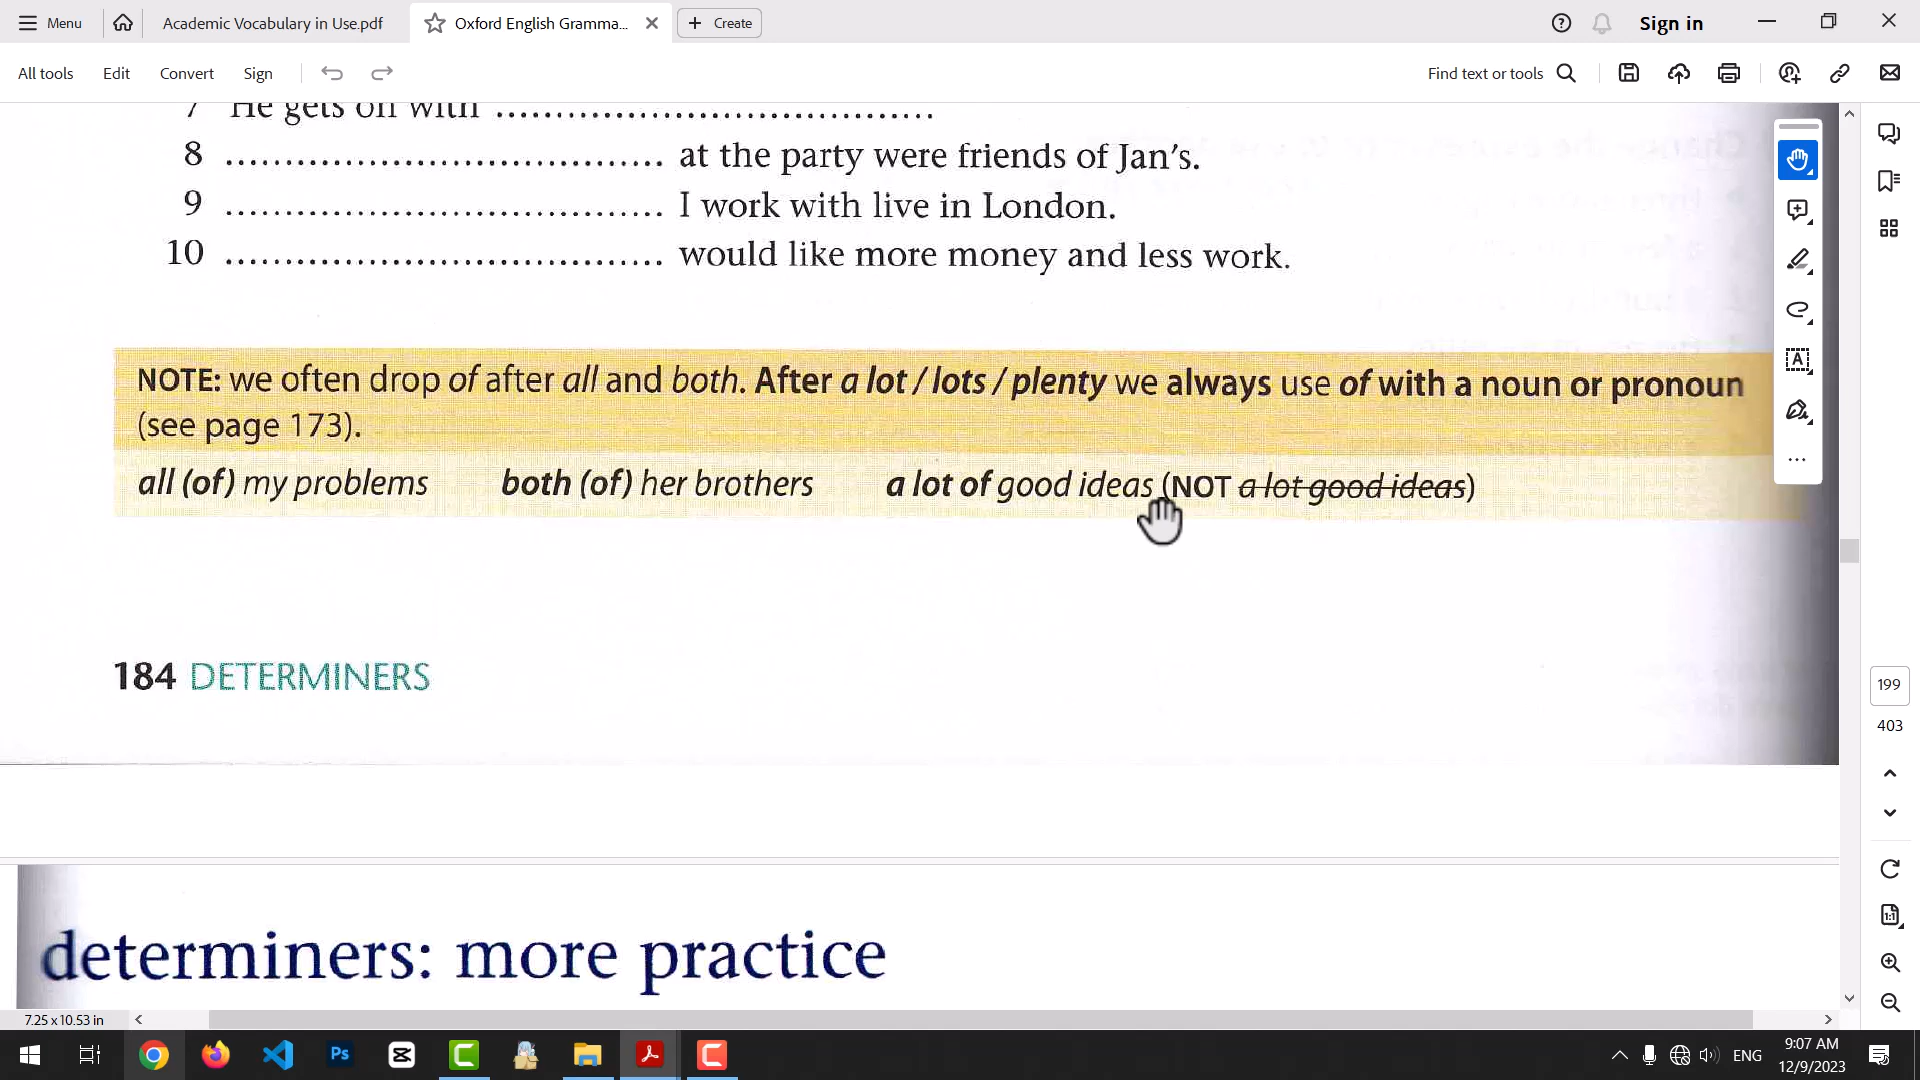 Menu
Academic Vocabulary in Use.pdf
Oxford English Gramma...
Create
Sign in
All tools
Edit
Convert
Sign
Find text or tools
7 He gets on with ....................................
8 .................................... at the party were friends of Jan's.
9 .................................... I work with live in London.
10 .................................... would like more money and less work.
NOTE: we often drop of after all and both. After a lot / lots / plenty we always use of with a noun or pronoun
(see page 173).
all (of) my problems both (of) her brothers a lot of good ideas (NOT a lot good ideas)
184 DETERMINERS
199
403
determiners: more practice
7.25 x 10.53 in
ENG
9:07 AM
12/9/2023